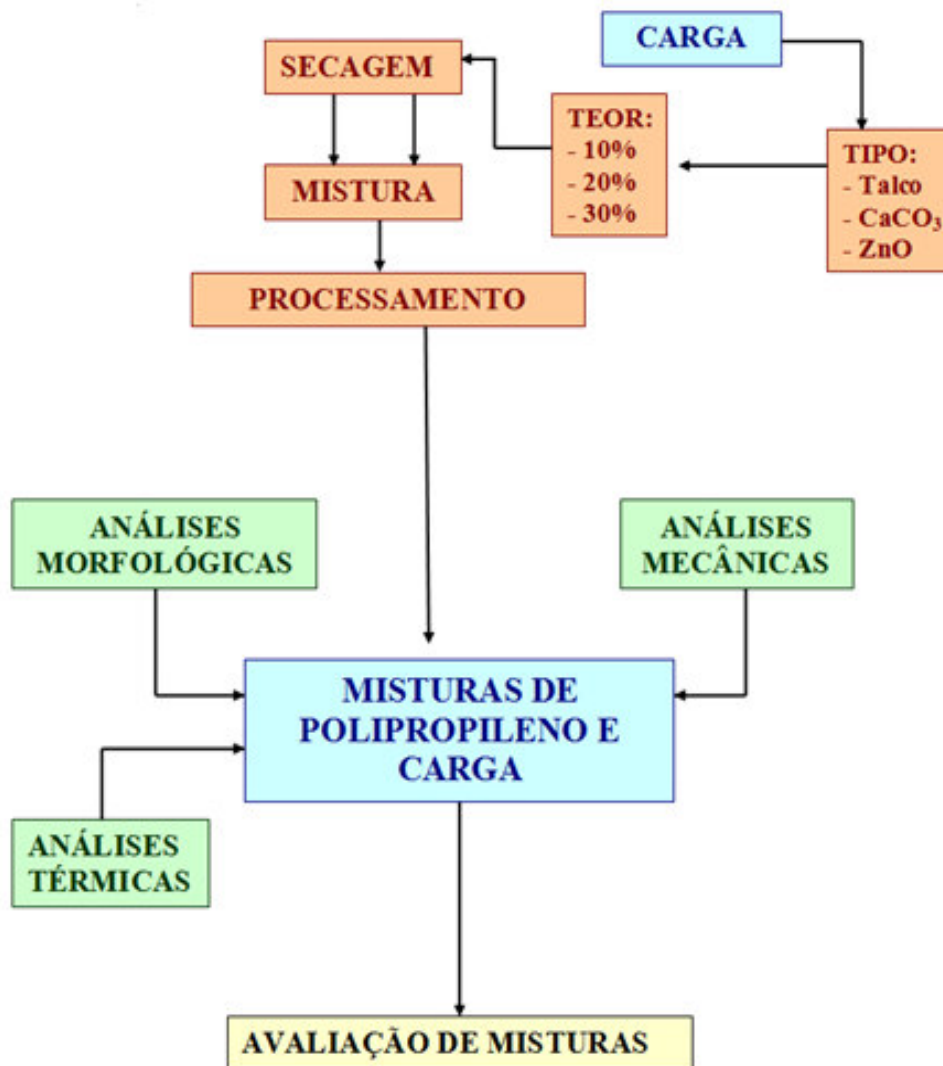 CARGA
SECAGEM
TEOR:
- 10%
- 20%
- 30%
TIPO:
- Talco
- CaCO₃
- ZnO
MISTURA
PROCESSAMENTO
ANÁLISES
MORFOLÓGICAS
ANÁLISES
MECÂNICAS
MISTURAS DE
POLIPROPILENO E
CARGA
ANÁLISES
TÉRMICAS
AVALIAÇÃO DE MISTURAS